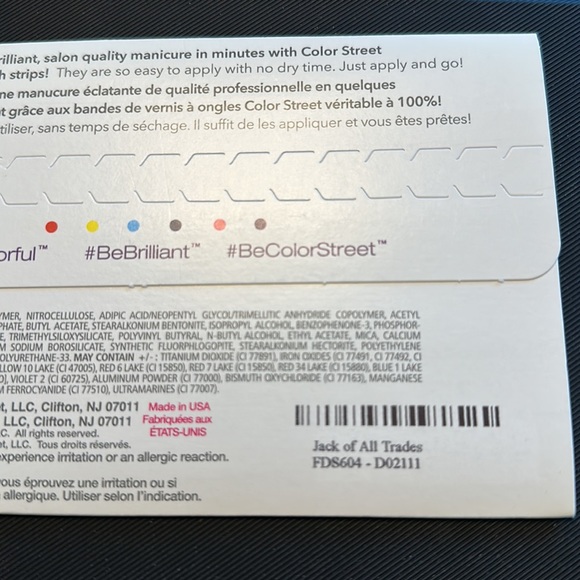 rilliant, salon quality manicure in minutes with Color Street
h strips! They are so easy to apply with no dry time. Just apply and go!
ne manucure éclatante de qualité professionnelle en quelques
t grâce aux bandes de vernis à ongles Color Street véritable à 100%!
tiliser, sans temps de séchage. Il suffit de les appliquer et vous êtes prêtes!
orful™ #BeBrilliant™ #BeColorStreet™
YMER, NITROCELLULOSE, ADIPIC ACID/NEOPENTYL GLYCOL/TRIMELLITIC ANHYDRIDE COPOLYMER, ACETYL
PHATE, BUTYL ACETATE, STEARALKONIUM BENTONITE, ISOPROPYL ALCOHOL, BENZOPHENONE-3, PHOSPHOR-
E, TRIMETHYLSILOXYSILICATE, POLYVINYL BUTYRAL, N-BUTYL ALCOHOL, ETHYL ACETATE, MICA, CALCIUM
M SODIUM BOROSILICATE, SYNTHETIC FLUORPHLOGOPITE, STEARALKONIUM HECTORITE, POLYETHYLENE
OLYURETHANE-33. MAY CONTAIN +/-: TITANIUM DIOXIDE (CI 77891), IRON OXIDES (CI 77491, CI 77492, CI
LLOW 10 LAKE (CI 47005), RED 6 LAKE (CI 15850), RED 7 LAKE (CI 15850), RED 34 LAKE (CI 15880), BLUE 1 LAKE
0), VIOLET 2 (CI 60725), ALUMINUM POWDER (CI 77000), BISMUTH OXYCHLORIDE (CI 77163), MANGANESE
M FERROCYANIDE (CI 77510), ULTRAMARINES (CI 77007).
t, LLC, Clifton, NJ 07011 Made in USA
LLC, Clifton, NJ 07011 Fabriquées aux
C. All rights reserved. ÉTATS-UNIS
et, LLC. Tous droits réservés.
xperience irritation or an allergic reaction.
vous éprouvez une irritation ou si
allergique. Utiliser selon l'indication.
Jack of All Trades
FDS604 - D02111